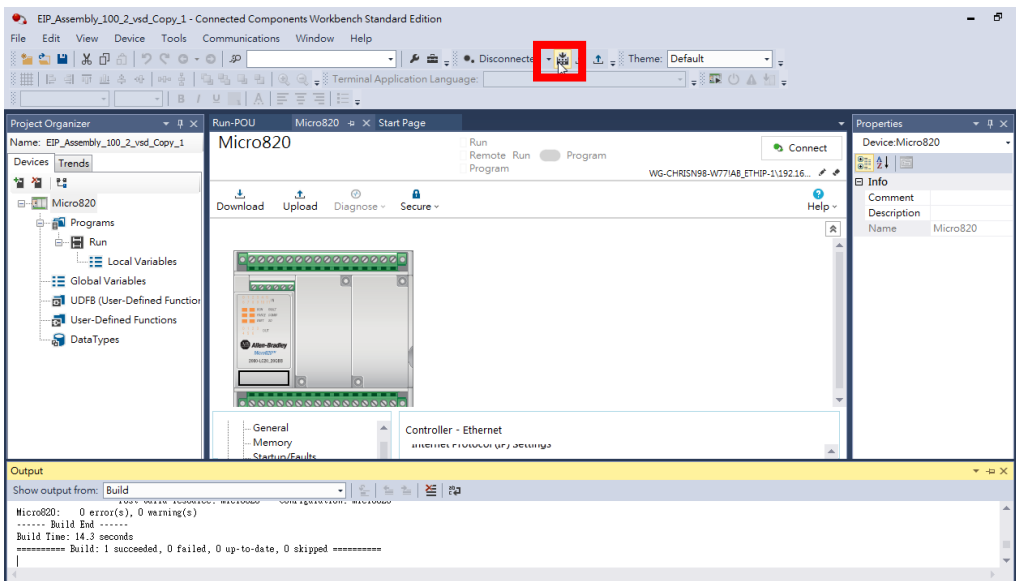 EIP_Assembly_100_2_vsd_Copy_1 - Connected Components Workbench Standard Edition
File Edit View Device Tools Communications Window Help
Disconnecte Theme: Default
Terminal Application Language:
B I U A
Project Organizer
Name: EIP_Assembly_100_2_vsd_Copy_1
Devices Trends
Micro820
Programs
Run
Local Variables
Global Variables
UDFB (User-Defined Function
User-Defined Functions
DataTypes
Run-POU Micro820 Start Page
Micro820
Run
Remote Run Program
Program
Connect
WG-CHRISN98-W77!AB_ETHIP-1\192.16...
Download Upload Diagnose Secure Help
Allen-Bradley
Micro820
General
Memory
Startup/Faults
Controller - Ethernet
Internet Protocol (IP) Settings
Properties
Device:Micro820
Info
Comment
Description
Name Micro820
Output
Show output from: Build
Micro820: 0 error(s), 0 warning(s)
------ Build End ------
Build Time: 14.3 seconds
========== Build: 1 succeeded, 0 failed, 0 up-to-date, 0 skipped ==========